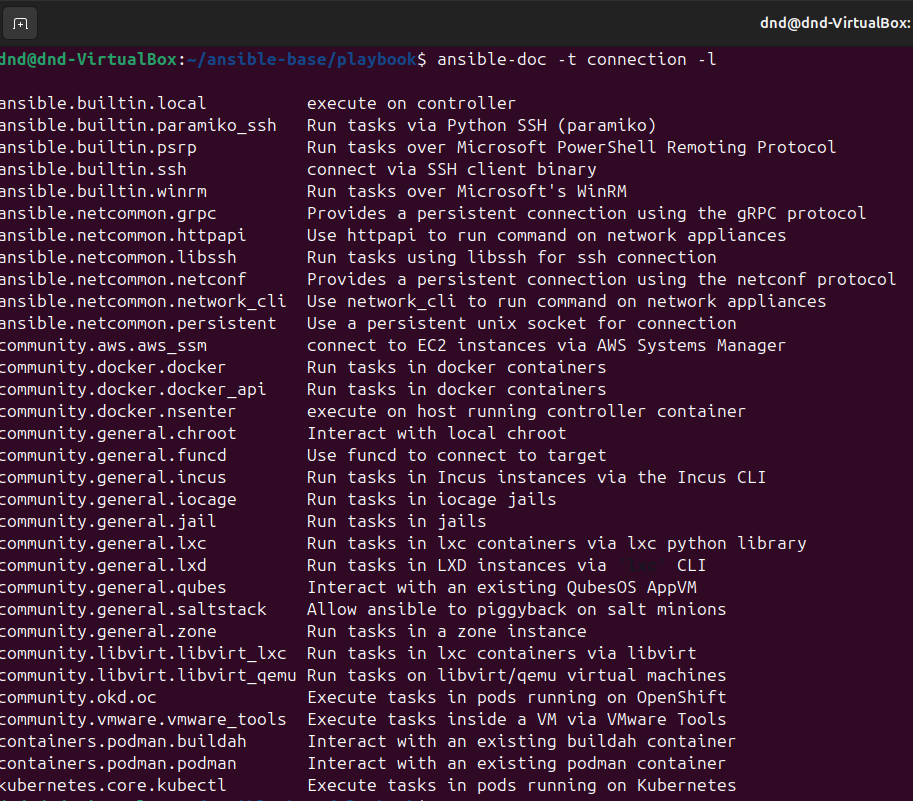 dnd@dnd-VirtualBox:
dnd@dnd-VirtualBox:~/ansible-base/playbook$ ansible-doc -t connection -l
ansible.builtin.local execute on controller
ansible.builtin.paramiko_ssh Run tasks via Python SSH (paramiko)
ansible.builtin.psrp Run tasks over Microsoft PowerShell Remoting Protocol
ansible.builtin.ssh connect via SSH client binary
ansible.builtin.winrm Run tasks over Microsoft's WinRM
ansible.netcommon.grpc Provides a persistent connection using the gRPC protocol
ansible.netcommon.httpapi Use httpapi to run command on network appliances
ansible.netcommon.libssh Run tasks using libssh for ssh connection
ansible.netcommon.netconf Provides a persistent connection using the netconf protocol
ansible.netcommon.network_cli Use network_cli to run command on network appliances
ansible.netcommon.persistent Use a persistent unix socket for connection
community.aws.aws_ssm connect to EC2 instances via AWS Systems Manager
community.docker.docker Run tasks in docker containers
community.docker.docker_api Run tasks in docker containers
community.docker.nsenter execute on host running controller container
community.general.chroot Interact with local chroot
community.general.funcd Use funcd to connect to target
community.general.incus Run tasks in Incus instances via the Incus CLI
community.general.iocage Run tasks in iocage jails
community.general.jail Run tasks in jails
community.general.lxc Run tasks in lxc containers via lxc python library
community.general.lxd Run tasks in LXD instances via CLI
community.general.qubes Interact with an existing QubesOS AppVM
community.general.saltstack Allow ansible to piggyback on salt minions
community.general.zone Run tasks in a zone instance
community.libvirt.libvirt_lxc Run tasks in lxc containers via libvirt
community.libvirt.libvirt_qemu Run tasks on libvirt/qemu virtual machines
community.okd.oc Execute tasks in pods running on OpenShift
community.vmware.vmware_tools Execute tasks inside a VM via VMware Tools
containers.podman.buildah Interact with an existing buildah container
containers.podman.podman Interact with an existing podman container
kubernetes.core.kubectl Execute tasks in pods running on Kubernetes